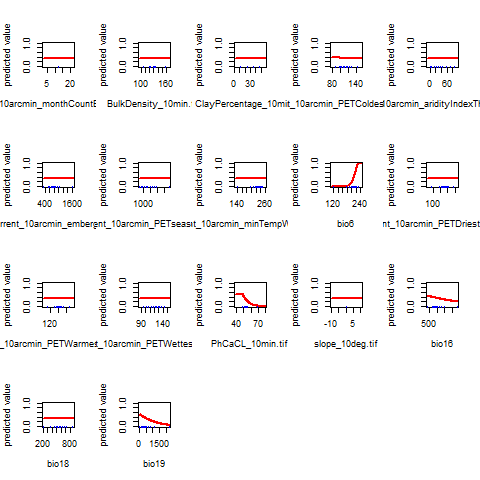 predicted value predicted value predicted value predicted value predicted value
0.0 1.0 0.0 1.0 0.0 1.0 0.0 1.0 0.0 1.0
5 20 100 160 0 30 80 140 0 60
10arcmin_monthCountB BulkDensity_10min. ClayPercentage_10mi t_10arcmin_PETColdes 10arcmin_aridityIndexTh
predicted value predicted value predicted value predicted value predicted value
0.0 1.0 0.0 1.0 0.0 1.0 0.0 1.0 0.0 1.0
400 1600 1000 140 260 120 240 100
rrent_10arcmin_emberge nt_10arcmin_PETseas t_10arcmin_minTempW bio6 nt_10arcmin_PETDriest
predicted value predicted value predicted value predicted value predicted value
0.0 1.0 0.0 1.0 0.0 1.0 0.0 1.0 0.0 1.0
120 90 140 40 70 -10 5 500
_10arcmin_PETWarmes t_10arcmin_PETWettes PhCaCL_10min.tif slope_10deg.tif bio16
predicted value predicted value
0.0 1.0 0.0 1.0
200 800 0 1500
bio18 bio19